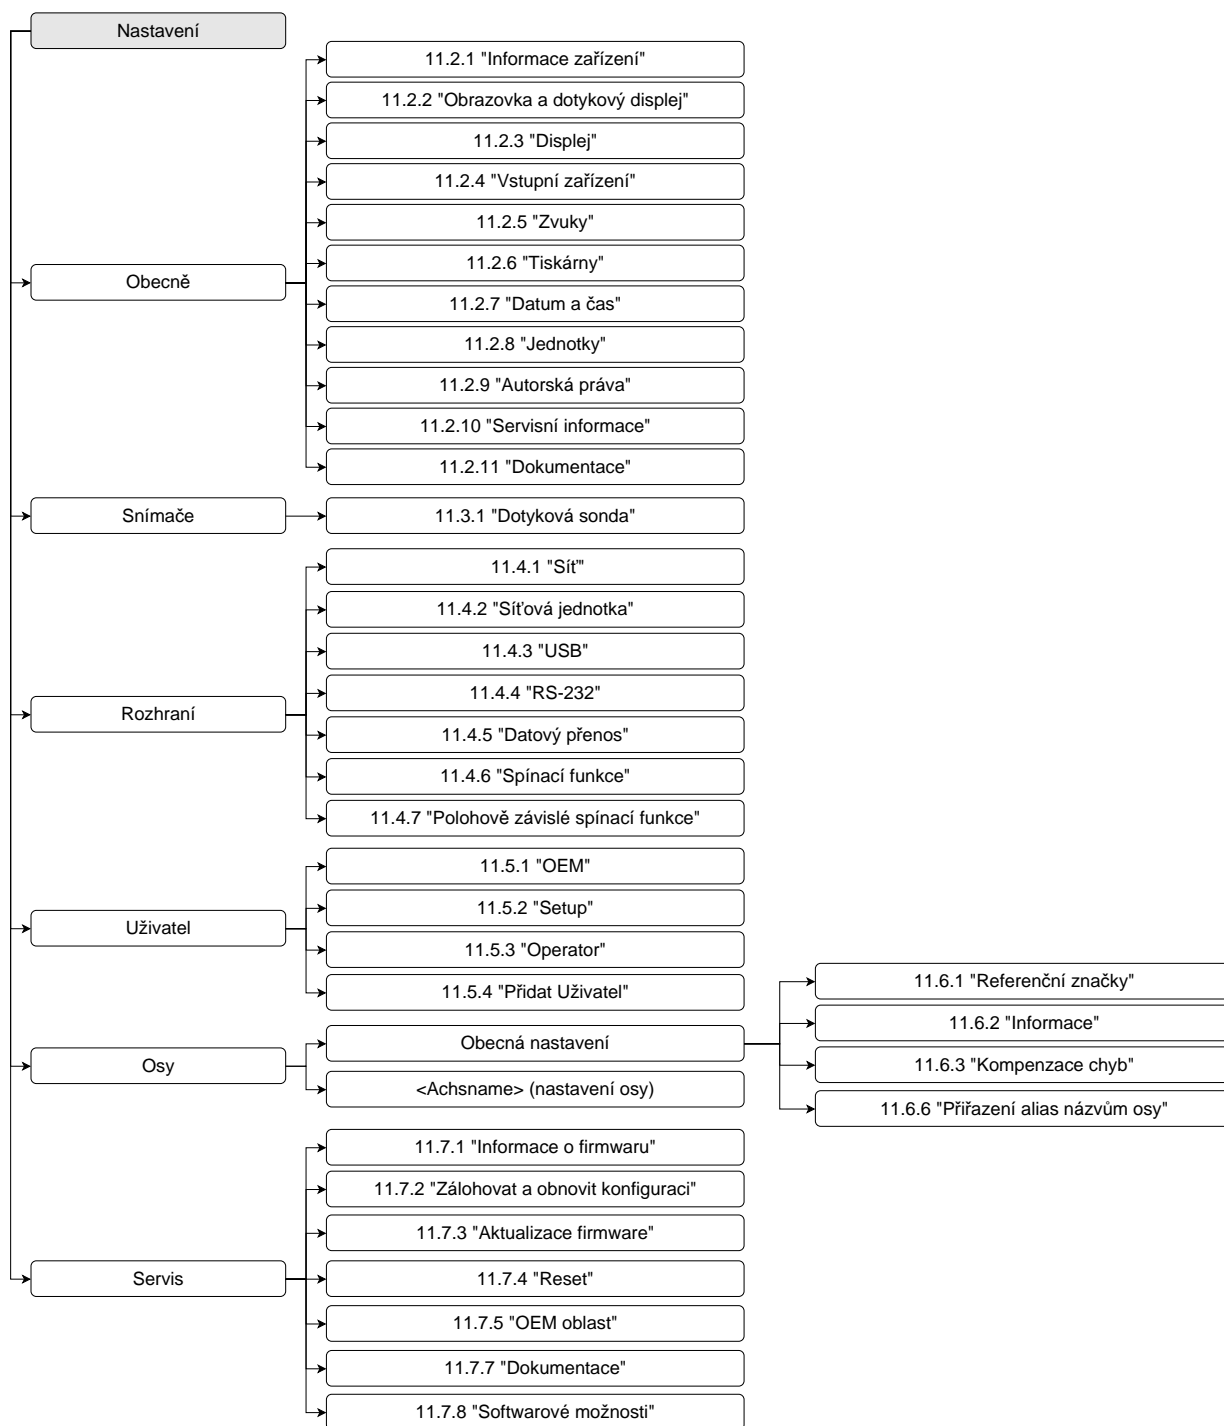 Nastavení
11.2.1 "Informace zařízení"
11.2.2 "Obrazovka a dotykový displej"
11.2.3 "Displej"
11.2.4 "Vstupní zařízení"
11.2.5 "Zvuky"
11.2.6 "Tiskárny"
Obecně
11.2.7 "Datum a čas"
11.2.8 "Jednotky"
11.2.9 "Autorská práva"
11.2.10 "Servisní informace"
11.2.11 "Dokumentace"
Snímače
11.3.1 "Dotyková sonda"
11.4.1 "Síť"
11.4.2 "Síťová jednotka"
11.4.3 "USB"
11.4.4 "RS-232"
Rozhraní
11.4.5 "Datový přenos"
11.4.6 "Spínací funkce"
11.4.7 "Polohově závislé spínací funkce"
11.5.1 "OEM"
11.5.2 "Setup"
Uživatel
11.5.3 "Operator"
11.5.4 "Přidat Uživatel"
11.6.1 "Referenční značky"
11.6.2 "Informace"
Obecná nastavení
Osy
11.6.3 "Kompenzace chyb"
<Achsname> (nastavení osy)
11.6.6 "Přiřazení alias názvům osy"
11.7.1 "Informace o firmwaru"
11.7.2 "Zálohovat a obnovit konfiguraci"
11.7.3 "Aktualizace firmware"
Servis
11.7.4 "Reset"
11.7.5 "OEM oblast"
11.7.7 "Dokumentace"
11.7.8 "Softwarové možnosti"